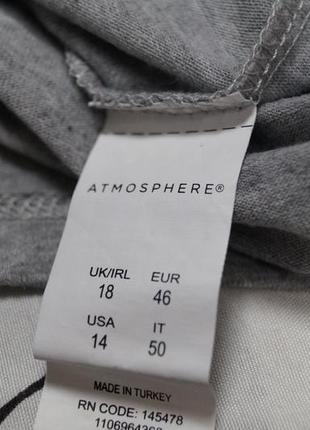 ATMOSPHERE®
UK/IRL EUR
18 46
USA IT
14 50
MADE IN TURKEY
RN CODE: 145478